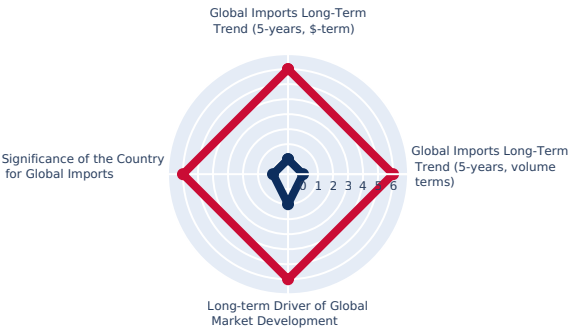 Global Imports Long-Term
Trend (5-years, $-term)
Significance of the Country
for Global Imports
Global Imports Long-Term
Trend (5-years, volume
terms)
0 1 2 3 4 5 6
Long-term Driver of Global
Market Development